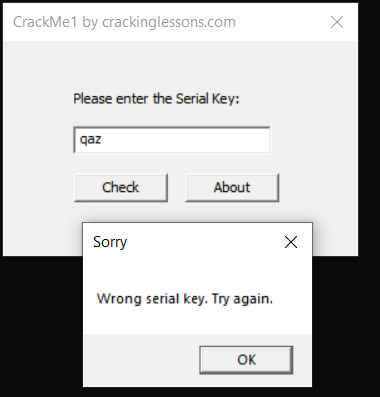 CrackMe1 by crackinglessons.com
Please enter the Serial Key:
qaz
Check About
Sorry
Wrong serial key. Try again.
OK